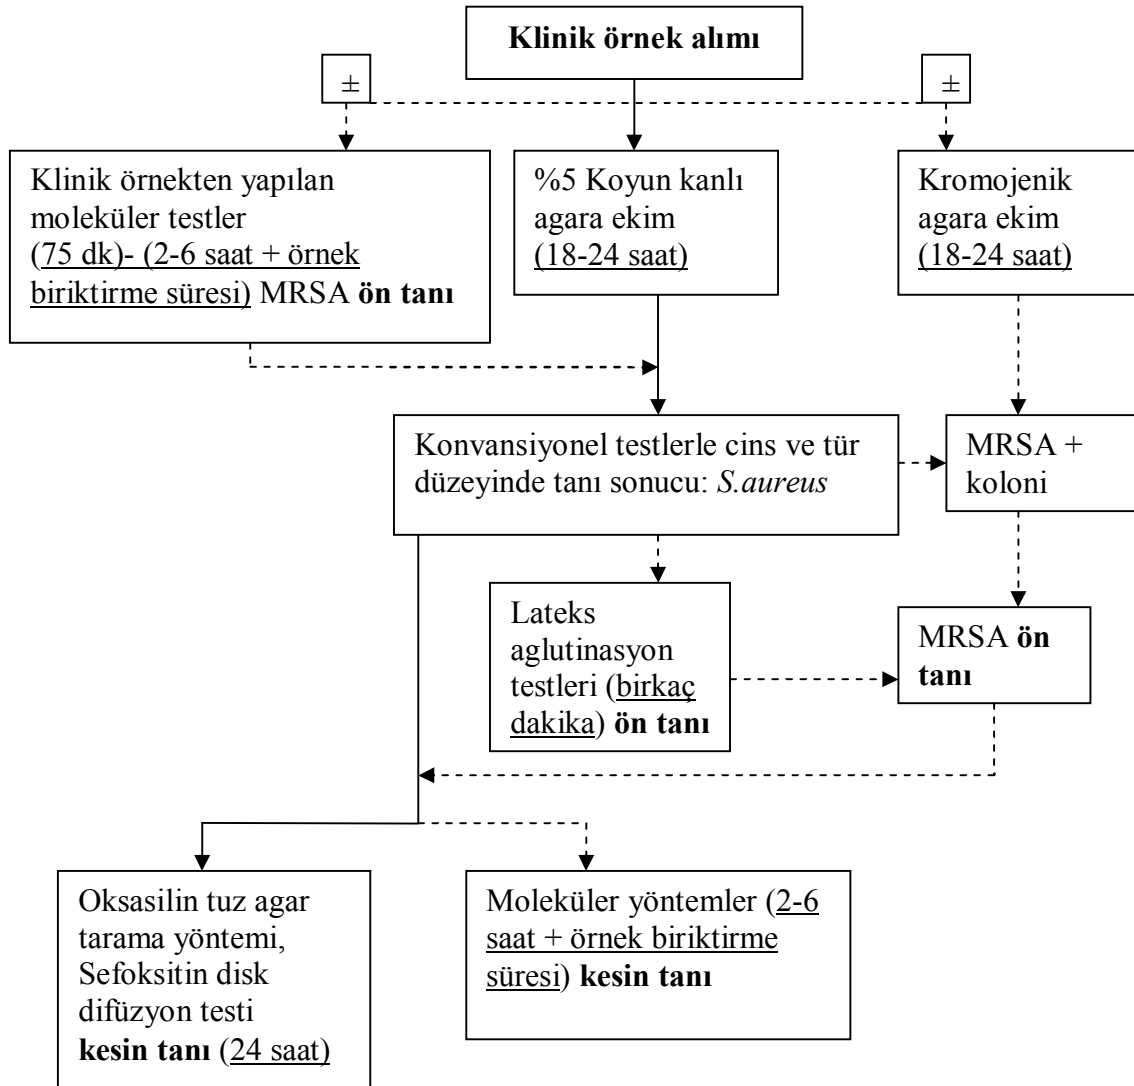 Klinik örnek alımı
±
±
Klinik örnekten yapılan
moleküler testler
(75 dk)- (2-6 saat + örnek
biriktirme süresi) MRSA ön tanı
%5 Koyun kanlı
agara ekim
(18-24 saat)
Kromojenik
agara ekim
(18-24 saat)
Konvansiyonel testlerle cins ve tür
düzeyinde tanı sonucu: S.aureus
MRSA +
koloni
Lateks
aglutinasyon
testleri (birkaç
dakika) ön tanı
MRSA ön
tanı
Oksasilin tuz agar
tarama yöntemi,
Sefoksitin disk
difüzyon testi
kesin tanı (24 saat)
Moleküler yöntemler (2-6
saat + örnek biriktirme
süresi) kesin tanı